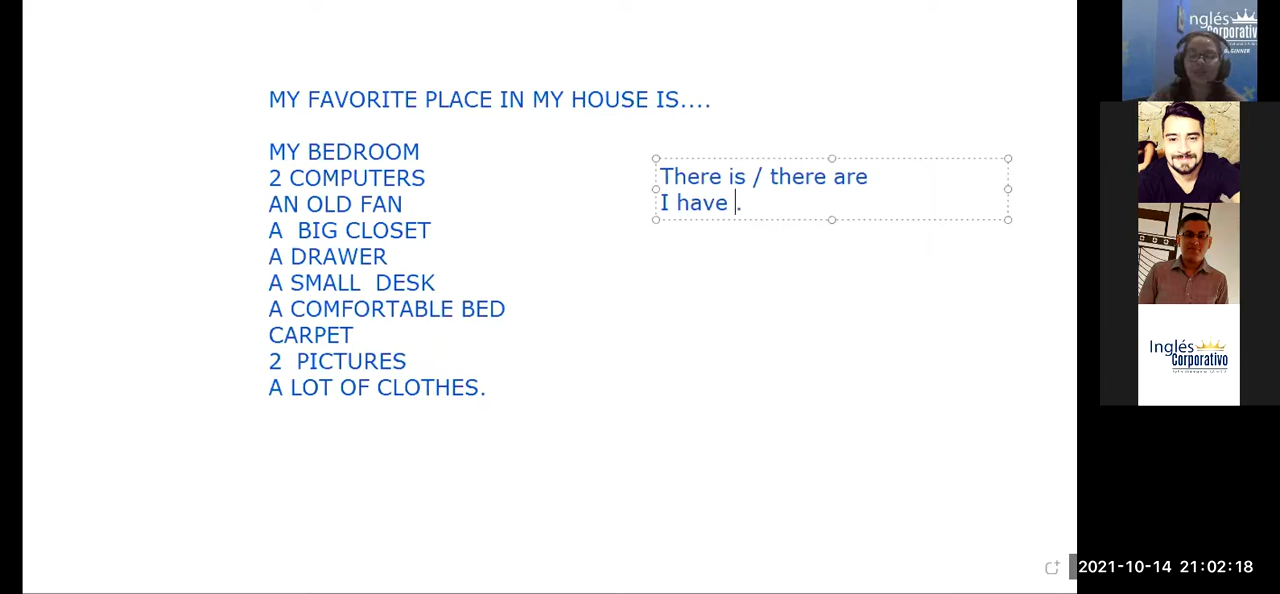 MY FAVORITE PLACE IN MY HOUSE IS....
MY BEDROOM
2 COMPUTERS
AN OLD FAN
A  BIG CLOSET
A DRAWER
A SMALL  DESK
A COMFORTABLE BED
CARPET
2  PICTURES
A LOT OF CLOTHES.
There is / there are
I have .
nglés
Corporativ
Inglés
Corporativo
2021-10-14 21:02:18